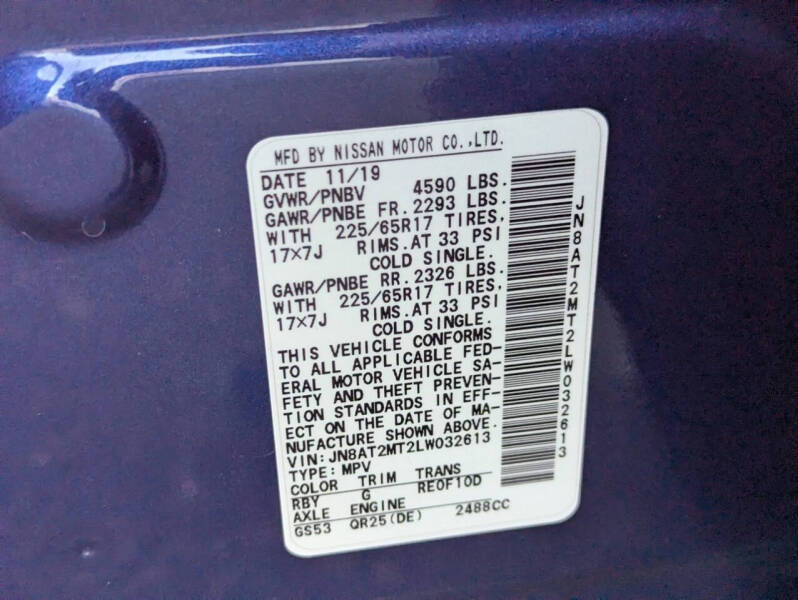 MFD BY NISSAN MOTOR CO.,LTD.
DATE 11/19
GVWR/PNBV 4590 LBS.
GAWR/PNBE FR. 2293 LBS.
WITH 225/65R17 TIRES,
17×7J RIMS.AT 33 PSI
COLD SINGLE.
GAWR/PNBE RR. 2326 LBS.
WITH 225/65R17 TIRES,
17×7J RIMS.AT 33 PSI
COLD SINGLE.
THIS VEHICLE CONFORMS
TO ALL APPLICABLE FED-
ERAL MOTOR VEHICLE SA-
FETY AND THEFT PREVEN-
TION STANDARDS IN EFF-
ECT ON THE DATE OF MA-
NUFACTURE SHOWN ABOVE.
VIN:JN8AT2MT2LW032613
TYPE:MPV
COLOR TRIM TRANS
RBY G RE0F10D
AXLE ENGINE
GS53 QR25(DE) 2488CC
JN8AT2MT2LW032613